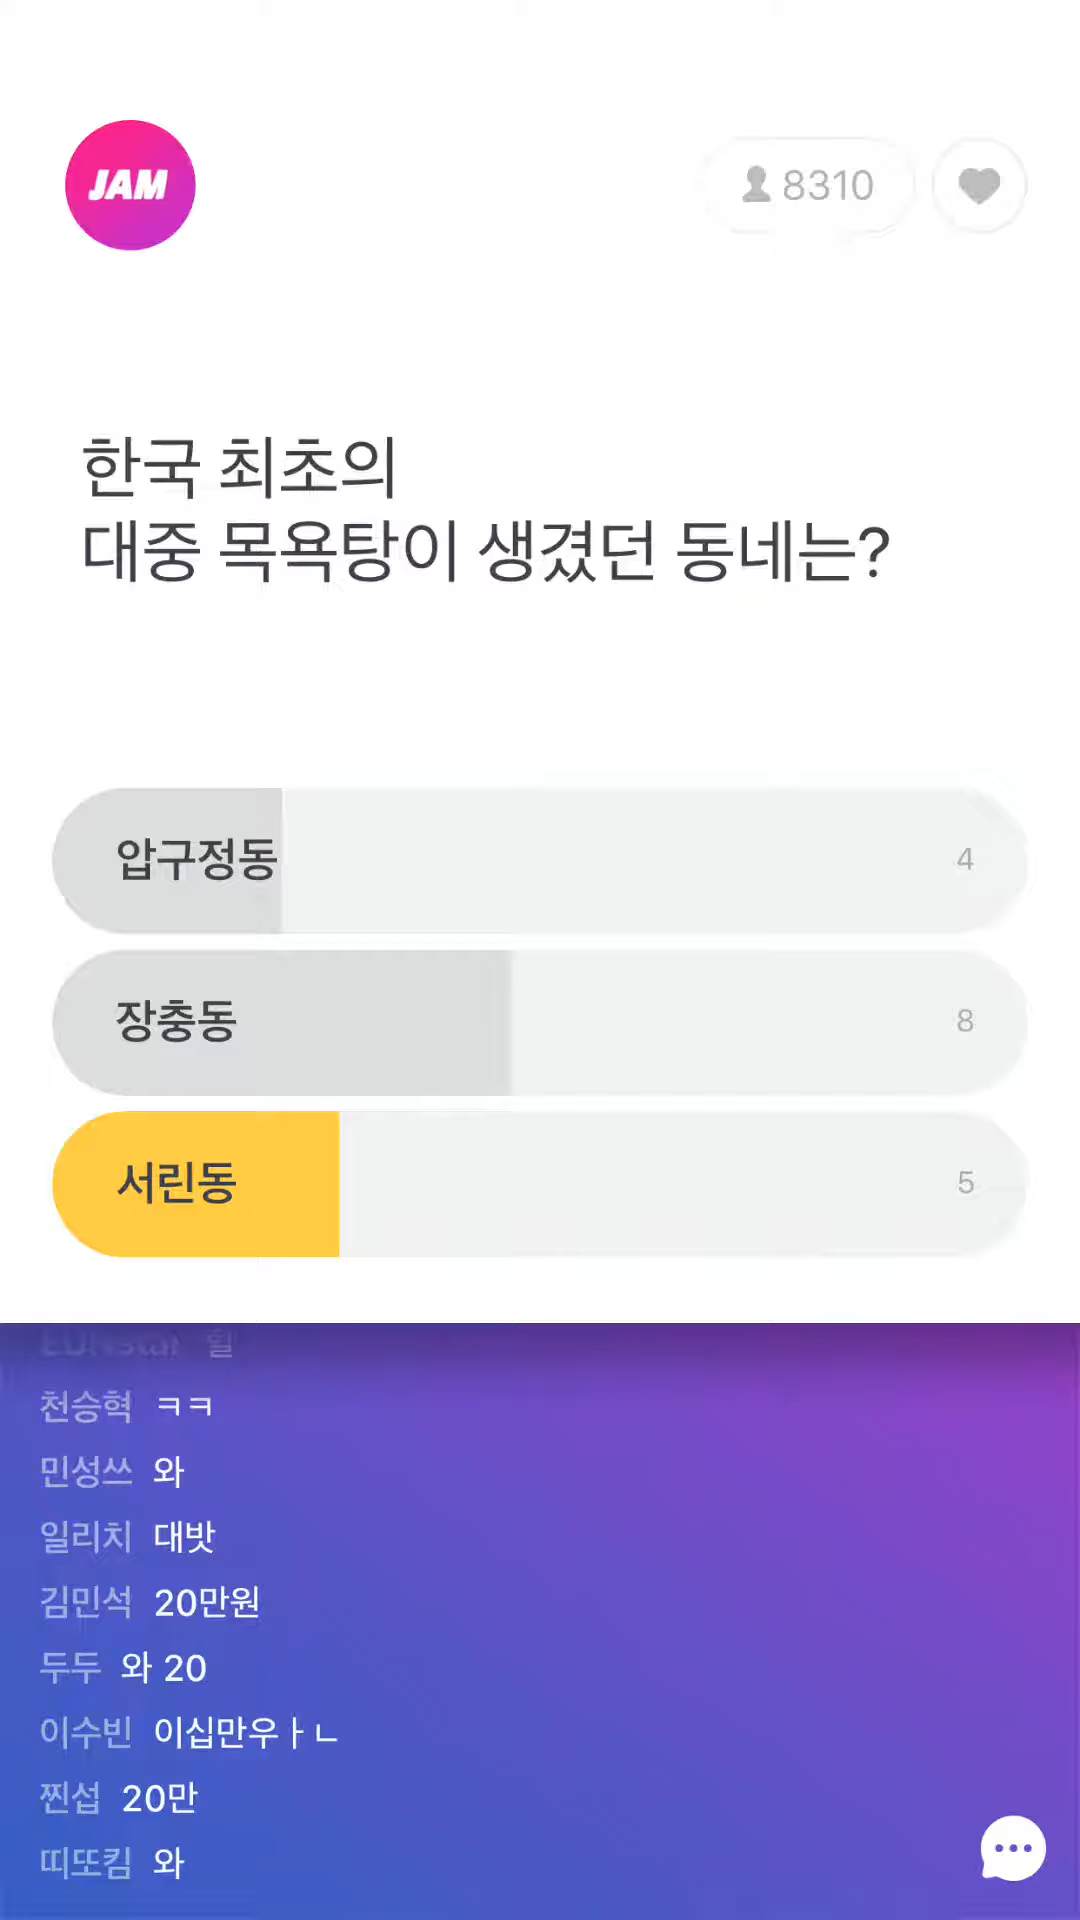 JAM
8310
한국 최초의
대중 목욕탕이 생겼던 동네는?
압구정동 4
장충동 8
서린동 5
천승혁 ㅋㅋ
민성쓰 와
일리치 대밧
김민석 20만원
두두 와 20
이수빈 이십만우ㅏㄴ
찐섭 20만
띠또킴 와